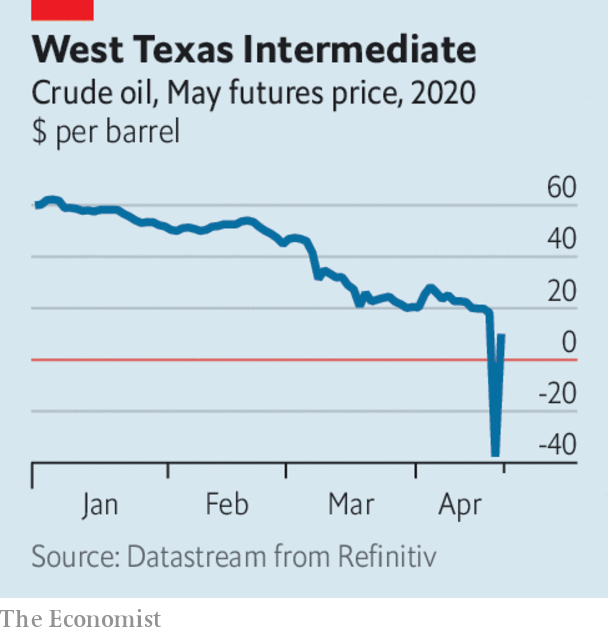 West Texas Intermediate
Crude oil, May futures price, 2020
$ per barrel
60
40
20
0
-20
-40
Jan Feb Mar Apr
Source: Datastream from Refinitiv
The Economist